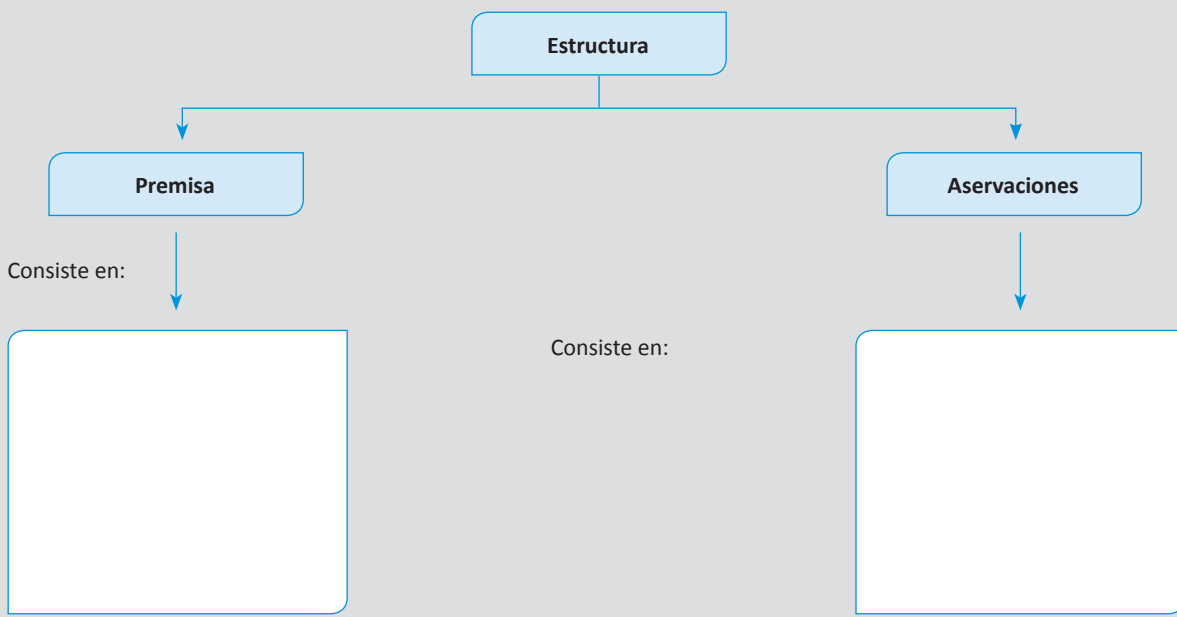 Estructura
Premisa
Aservaciones
Consiste en:
Consiste en: